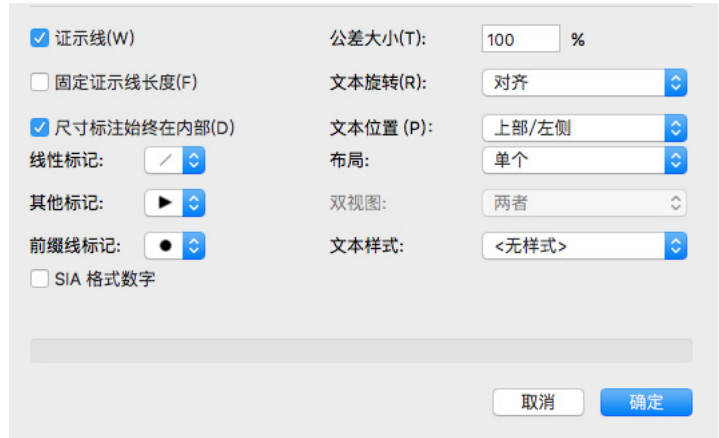 证示线(W)
公差大小(T): 100 %
固定证示线长度(F)
文本旋转(R): 对齐
尺寸标注始终在内部(D)
文本位置 (P): 上部/左侧
线性标记:
布局: 单个
其他标记:
双视图: 两者
前缀线标记:
文本样式: <无样式>
SIA 格式数字
取消 确定